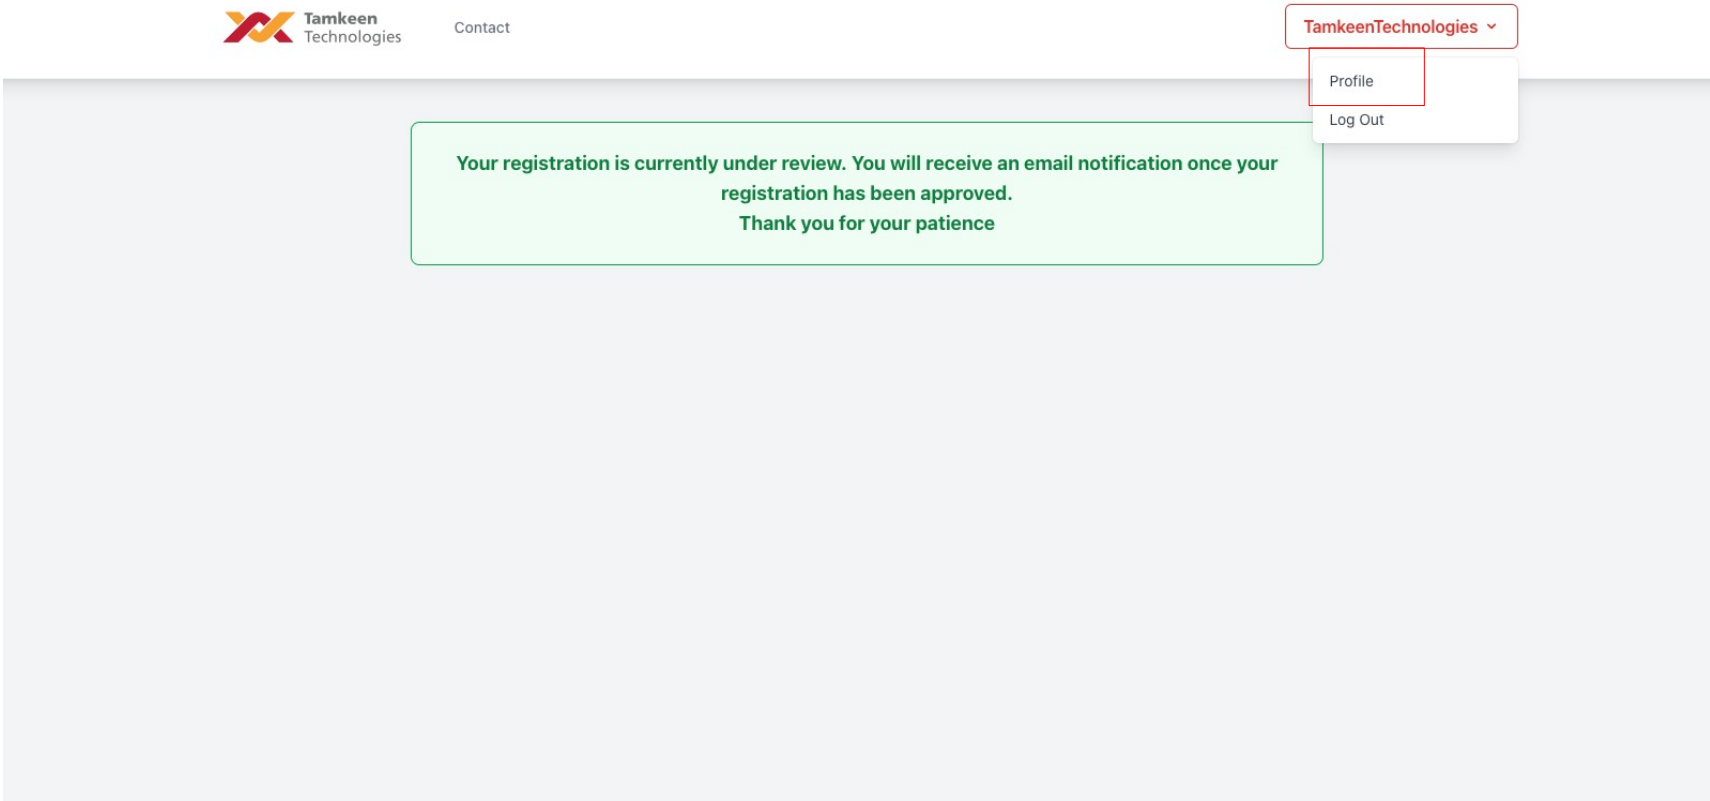 Tamkeen
Technologies
Contact
TamkeenTechnologies
Profile
Log Out
Your registration is currently under review. You will receive an email notification once your
registration has been approved.
Thank you for your patience